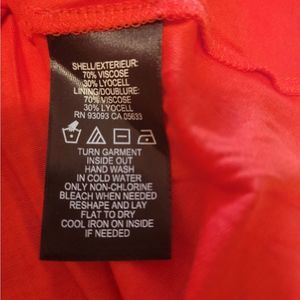 SHELL/EXTERIEUR:
70% VISCOSE
30% LYOCELL
LINING/DOUBLURE:
70% VISCOSE
30% LYOCELL
RN 93093 CA 05633
TURN GARMENT
INSIDE OUT
HAND WASH
IN COLD WATER
ONLY NON-CHLORINE
BLEACH WHEN NEEDED
RESHAPE AND LAY
FLAT TO DRY
COOL IRON ON INSIDE
IF NEEDED